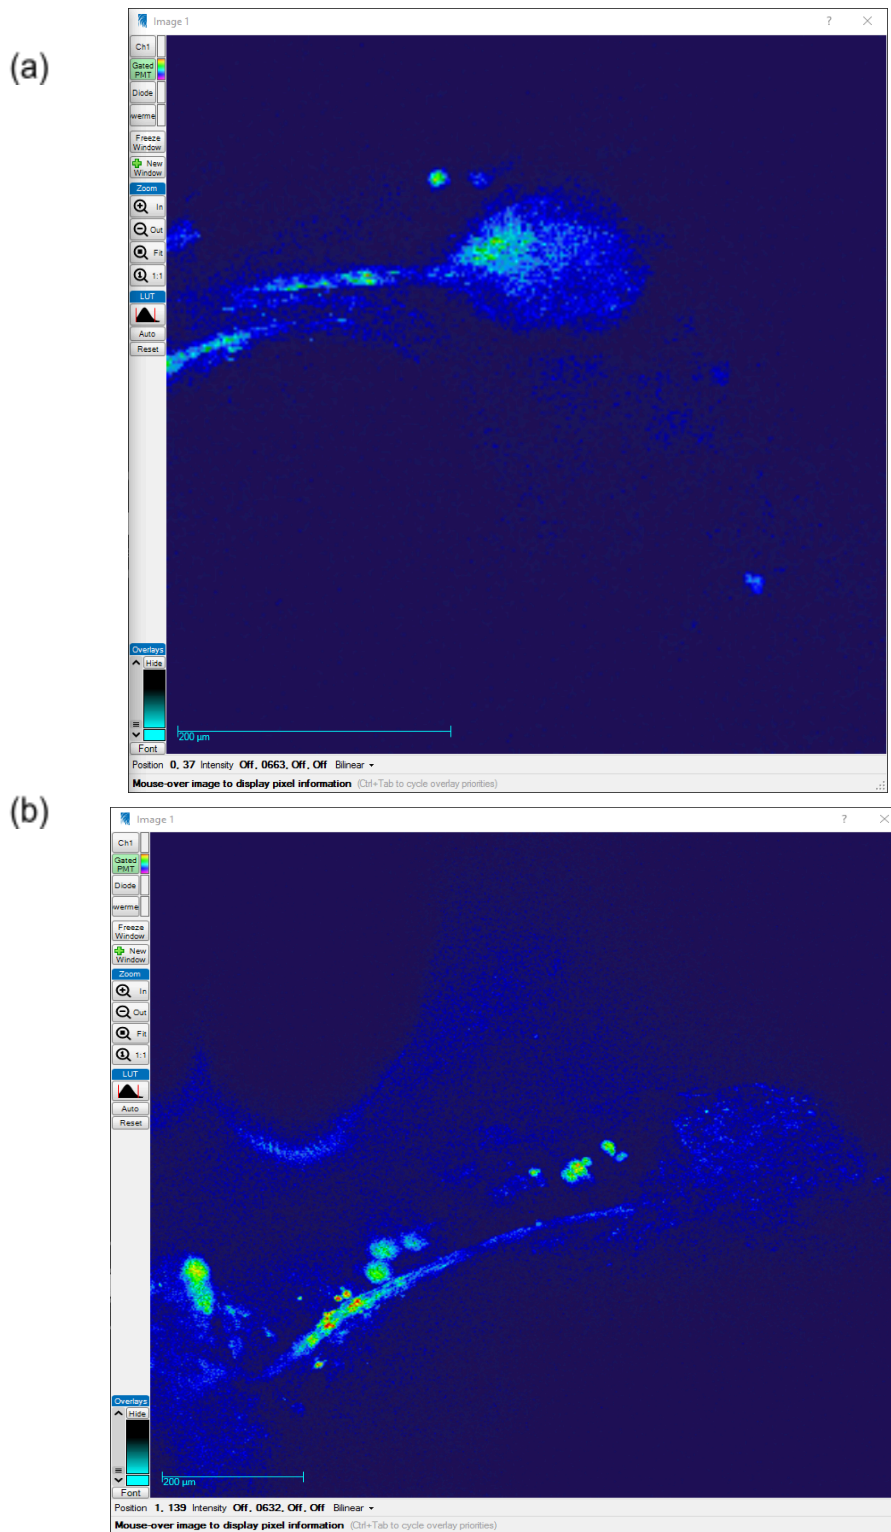 (a)
Image 1
?
Ch1
Gated
PMT
Diode
werme
Freeze
Window
New
Window
Zoom
In
Out
Fit
1:1
LUT
Auto
Reset
Overlays
Hide
Font
200 µm
Position 0, 37 Intensity Off, 0663, Off, Off Bilinear
Mouse-over image to display pixel information (Ctrl+Tab to cycle overlay priorities)
(b)
Image 1
?
Ch1
Gated
PMT
Diode
werme
Freeze
Window
New
Window
Zoom
In
Out
Fit
1:1
LUT
Auto
Reset
Overlays
Hide
Font
200 µm
Position 1, 139 Intensity Off, 0632, Off, Off Bilinear
Mouse-over image to display pixel information (Ctrl+Tab to cycle overlay priorities)